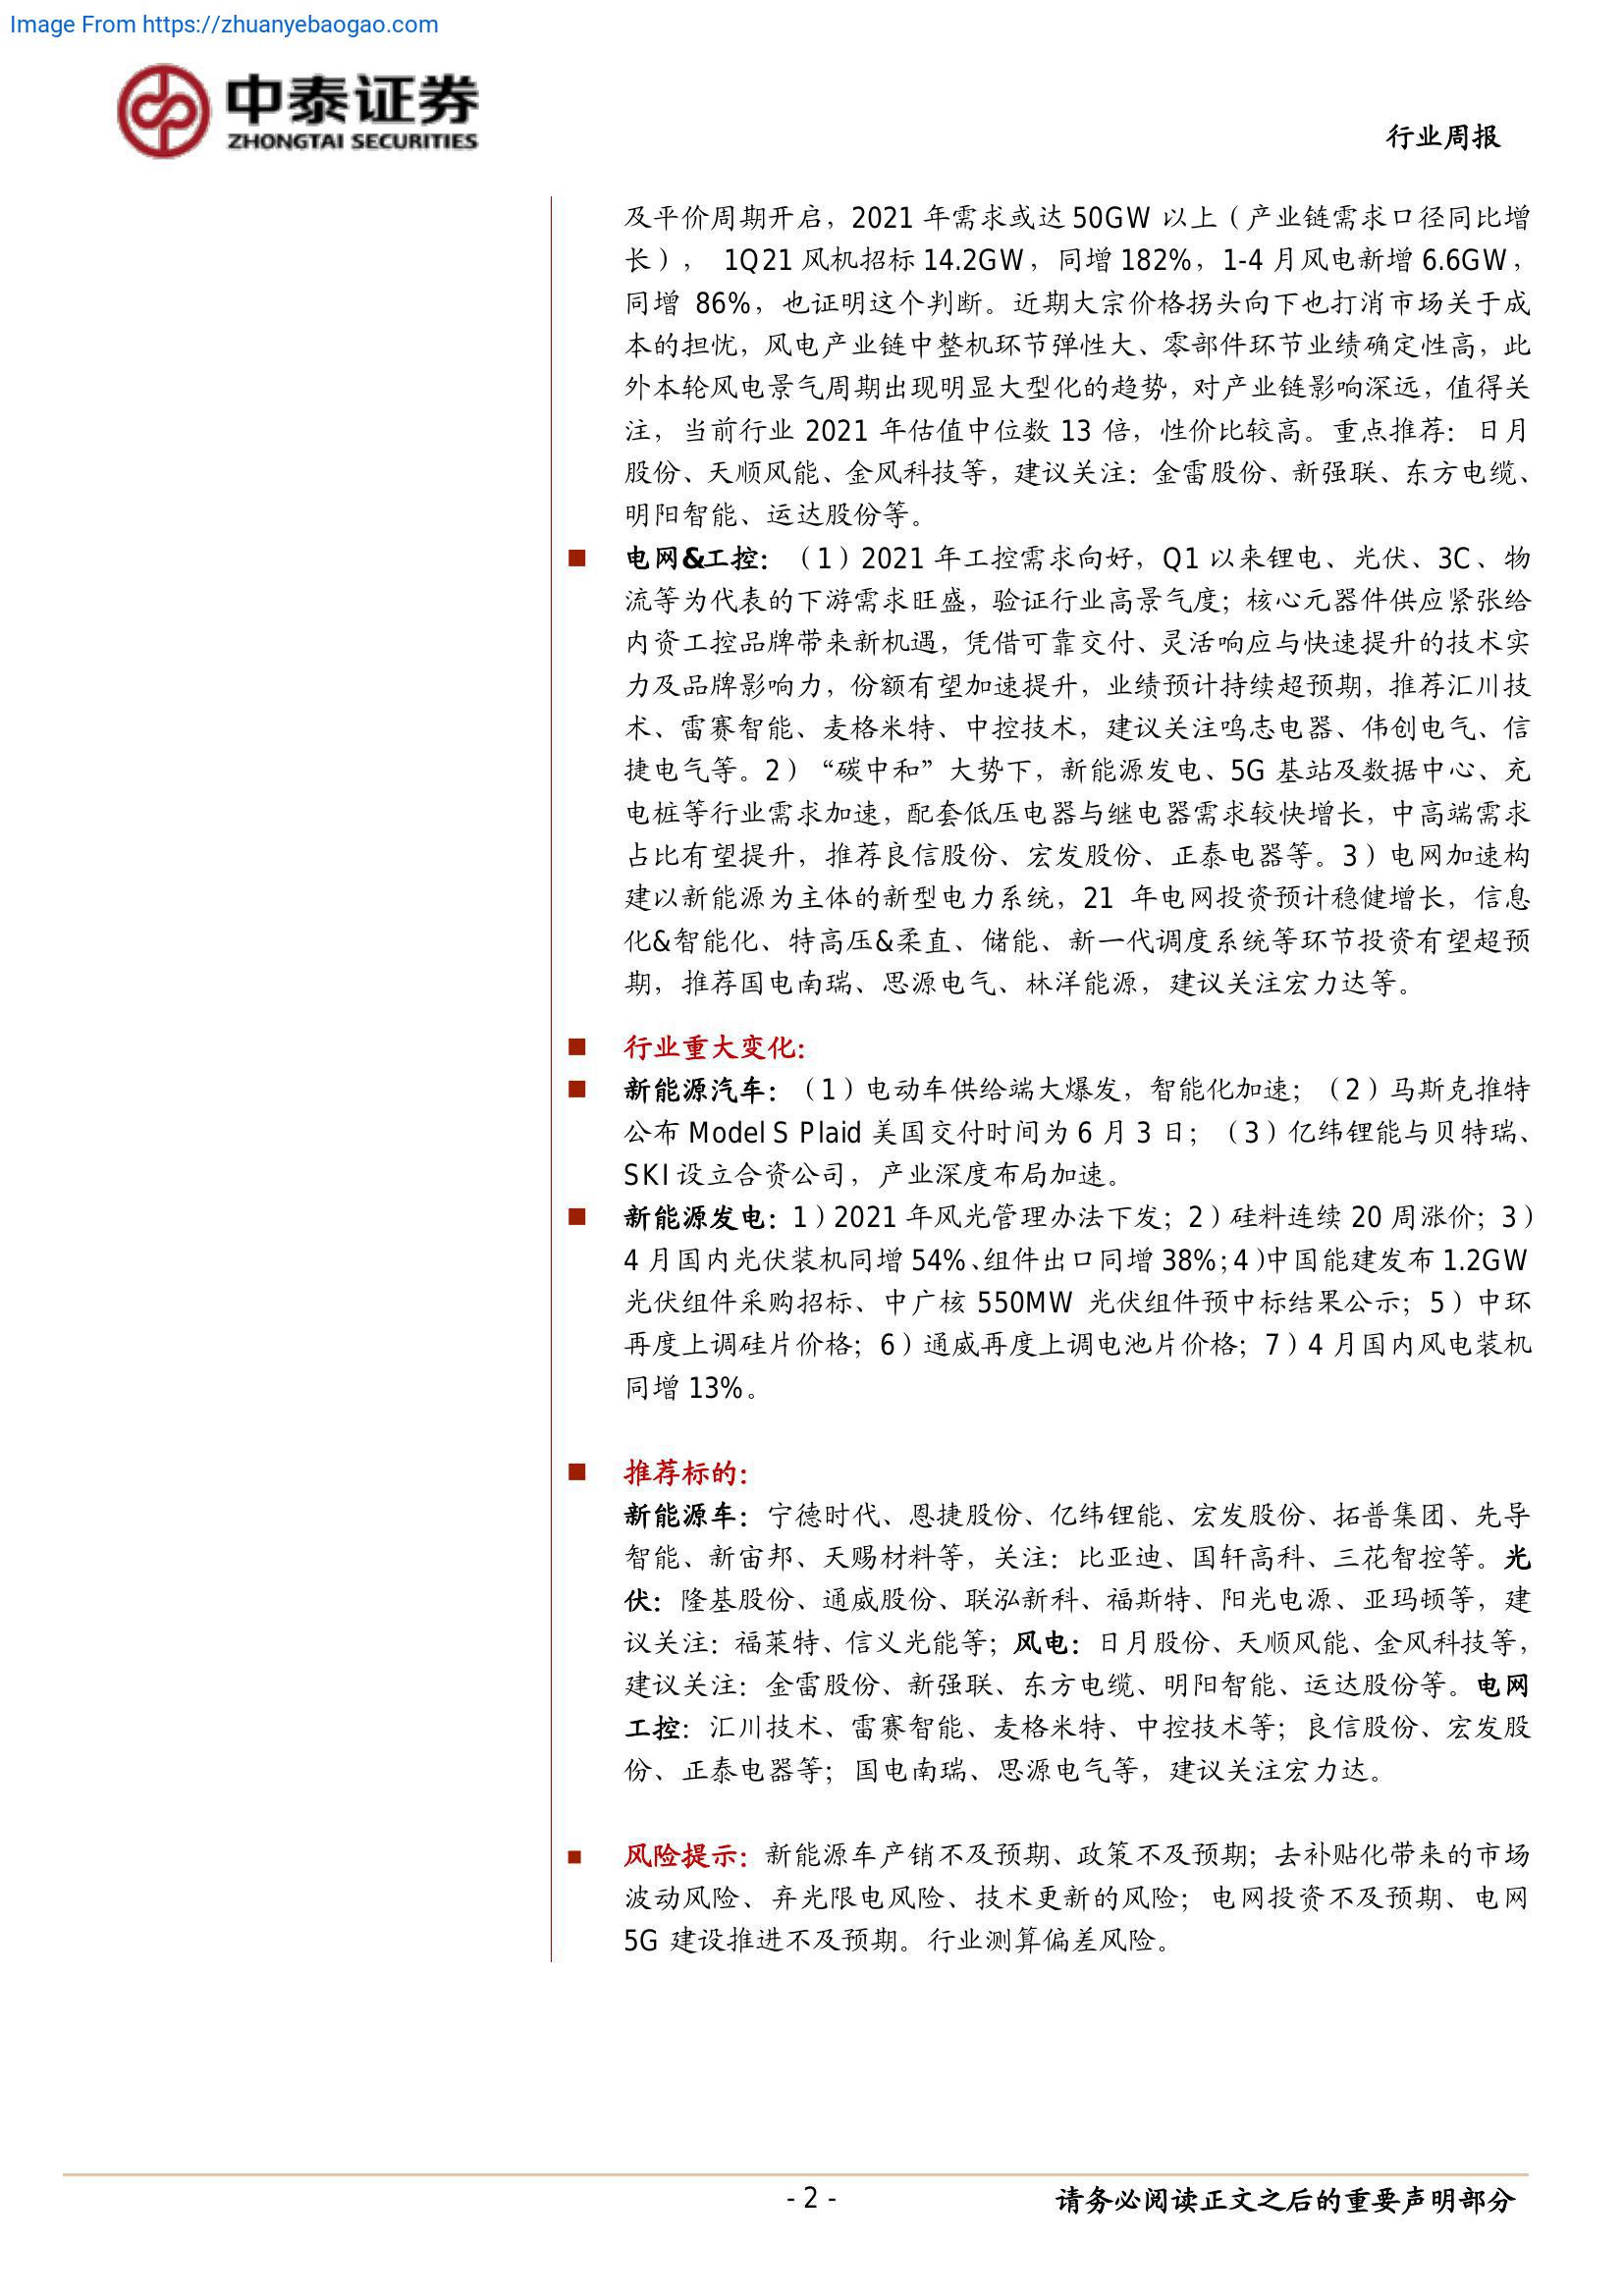 Image From https://zhuanyebaogao.com
中泰证券
ZHONGTAI SECURITIES
行业周报
及平价周期开启，2021 年需求或达 50GW 以上（产业链需求口径同比增
长）， 1Q21 风机招标 14.2GW，同增 182%，1-4 月风电新增 6.6GW，
同增 86%，也证明这个判断。近期大宗价格拐头向下也打消市场关于成
本的担忧，风电产业链中整机环节弹性大、零部件环节业绩确定性高，此
外本轮风电景气周期出现明显大型化的趋势，对产业链影响深远，值得关
注，当前行业 2021 年估值中位数 13 倍，性价比较高。重点推荐：日月
股份、天顺风能、金风科技等，建议关注：金雷股份、新强联、东方电缆、
明阳智能、运达股份等。
■ 电网&工控：（1）2021 年工控需求向好，Q1 以来锂电、光伏、3C、物
流等为代表的下游需求旺盛，验证行业高景气度；核心元器件供应紧张给
内资工控品牌带来新机遇，凭借可靠交付、灵活响应与快速提升的技术实
力及品牌影响力，份额有望加速提升，业绩预计持续超预期，推荐汇川技
术、雷赛智能、麦格米特、中控技术，建议关注鸣志电器、伟创电气、信
捷电气等。2）“碳中和”大势下，新能源发电、5G 基站及数据中心、充
电桩等行业需求加速，配套低压电器与继电器需求较快增长，中高端需求
占比有望提升，推荐良信股份、宏发股份、正泰电器等。3）电网加速构
建以新能源为主体的新型电力系统，21 年电网投资预计稳健增长，信息
化&智能化、特高压&柔直、储能、新一代调度系统等环节投资有望超预
期，推荐国电南瑞、思源电气、林洋能源，建议关注宏力达等。
■ 行业重大变化：
■ 新能源汽车：（1）电动车供给端大爆发，智能化加速；（2）马斯克推特
公布 Model S Plaid 美国交付时间为 6 月 3 日；（3）亿纬锂能与贝特瑞、
SKI 设立合资公司，产业深度布局加速。
■ 新能源发电：1）2021 年风光管理办法下发；2）硅料连续 20 周涨价；3）
4 月国内光伏装机同增 54%、组件出口同增 38%；4）中国能建发布 1.2GW
光伏组件采购招标、中广核 550MW 光伏组件预中标结果公示；5）中环
再度上调硅片价格；6）通威再度上调电池片价格；7）4 月国内风电装机
同增 13%。
■ 推荐标的：
新能源车：宁德时代、恩捷股份、亿纬锂能、宏发股份、拓普集团、先导
智能、新宙邦、天赐材料等，关注：比亚迪、国轩高科、三花智控等。光
伏：隆基股份、通威股份、联泓新科、福斯特、阳光电源、亚玛顿等，建
议关注：福莱特、信义光能等；风电：日月股份、天顺风能、金风科技等，
建议关注：金雷股份、新强联、东方电缆、明阳智能、运达股份等。电网
工控：汇川技术、雷赛智能、麦格米特、中控技术等；良信股份、宏发股
份、正泰电器等；国电南瑞、思源电气等，建议关注宏力达。
■ 风险提示：新能源车产销不及预期、政策不及预期；去补贴化带来的市场
波动风险、弃光限电风险、技术更新的风险；电网投资不及预期、电网
5G 建设推进不及预期。行业测算偏差风险。
- 2 -
请务必阅读正文之后的重要声明部分